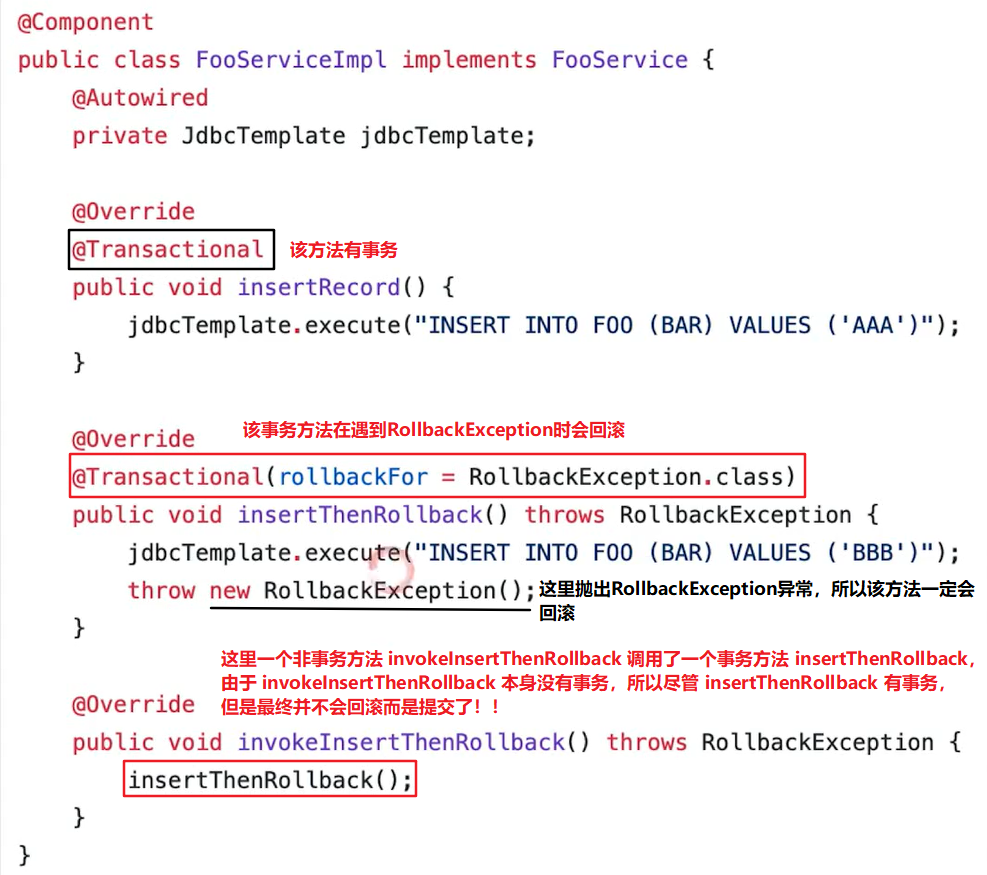 @Component
public class FooServiceImpl implements FooService {
@Autowired
private JdbcTemplate jdbcTemplate;
@Override
@Transactional 该方法有事务
public void insertRecord() {
jdbcTemplate.execute("INSERT INTO FOO (BAR) VALUES ('AAA')");
}
@Override 该事务方法在遇到RollbackException时会回滚
@Transactional(rollbackFor = RollbackException.class)
public void insertThenRollback() throws RollbackException {
jdbcTemplate.execute("INSERT INTO FOO (BAR) VALUES ('BBB')");
throw new RollbackException(); 这里抛出RollbackException异常，所以该方法一定会
回滚
}
这里一个非事务方法 invokeInsertThenRollback 调用了一个事务方法 insertThenRollback，
由于 invokeInsertThenRollback 本身没有事务，所以尽管 insertThenRollback 有事务，
@Override 但是最终并不会回滚而是提交了！！
public void invokeInsertThenRollback() throws RollbackException {
insertThenRollback();
}
}